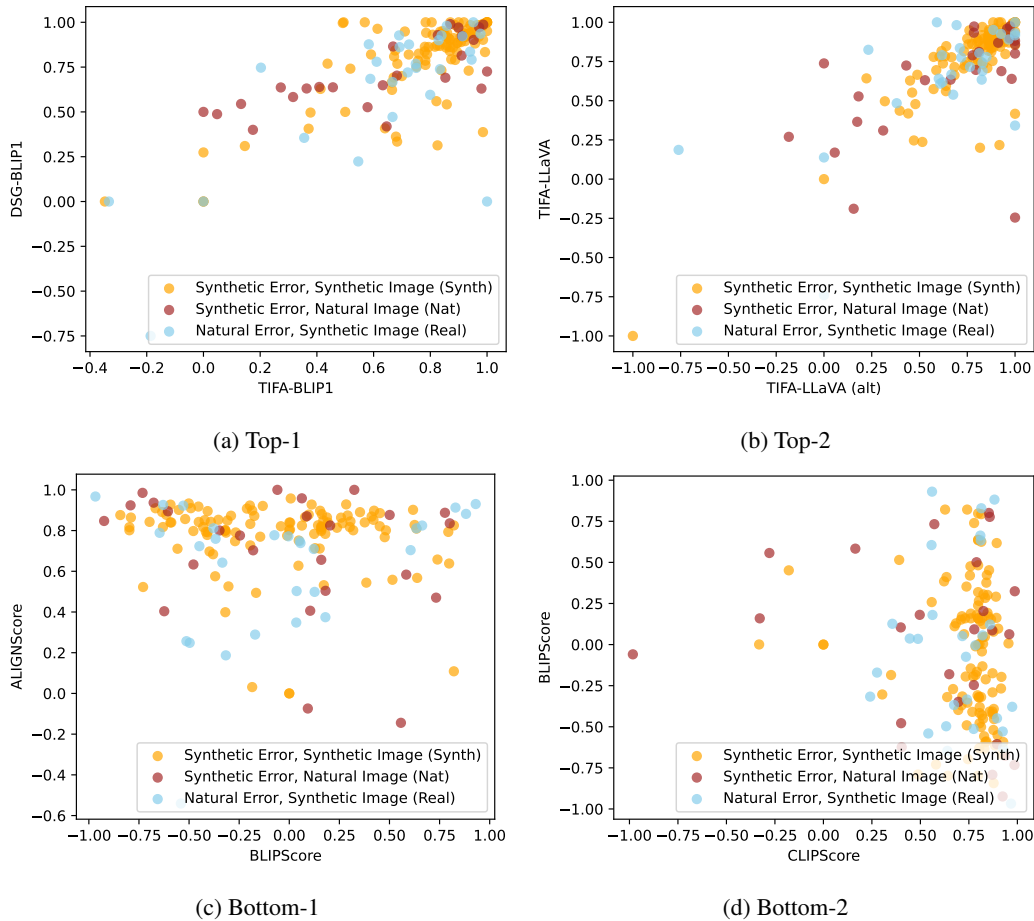 1.00
0.75
0.50
0.25
0.00
−0.25
−0.50
−0.75
DSG-BLIP1
Synthetic Error, Synthetic Image (Synth)
Synthetic Error, Natural Image (Nat)
Natural Error, Synthetic Image (Real)
−0.4 −0.2 0.0 0.2 0.4 0.6 0.8 1.0
TIFA-BLIP1
(a) Top-1
1.00
0.75
0.50
0.25
0.00
−0.25
−0.50
−0.75
−1.00
TIFA-LLaVA
Synthetic Error, Synthetic Image (Synth)
Synthetic Error, Natural Image (Nat)
Natural Error, Synthetic Image (Real)
−1.00 −0.75 −0.50 −0.25 0.00 0.25 0.50 0.75 1.00
TIFA-LLaVA (alt)
(b) Top-2
1.0
0.8
0.6
0.4
0.2
0.0
−0.2
−0.4
−0.6
ALIGNScore
Synthetic Error, Synthetic Image (Synth)
Synthetic Error, Natural Image (Nat)
Natural Error, Synthetic Image (Real)
−1.00 −0.75 −0.50 −0.25 0.00 0.25 0.50 0.75 1.00
BLIPScore
(c) Bottom-1
1.00
0.75
0.50
0.25
0.00
−0.25
−0.50
−0.75
−1.00
BLIPScore
Synthetic Error, Synthetic Image (Synth)
Synthetic Error, Natural Image (Nat)
Natural Error, Synthetic Image (Real)
−1.00 −0.75 −0.50 −0.25 0.00 0.25 0.50 0.75 1.00
CLIPScore
(d) Bottom-2